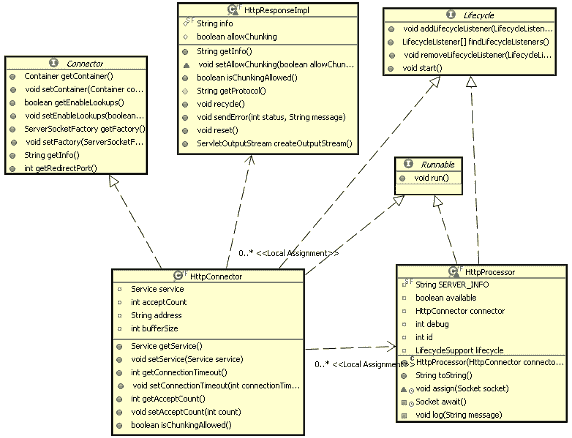 Connector
Container getContainer()
void setContainer(Container co...
boolean getEnableLookups()
void setEnableLookups(boolean...
ServerSocketFactory getFactory()
void setFactory(ServerSocketF...
String getInfo()
int getRedirectPort()
HttpResponseImpl
String info
boolean allowChunking
String getInfo()
void setAllowChunking(boolean allowChun...
boolean isChunkingAllowed()
String getProtocol()
void recycle()
void sendError(int status, String message)
void reset()
ServletOutputStream createOutputStream()
Lifecycle
void addLifecycleListener(LifecycleListen...
LifecycleListener[] findLifecycleListeners()
void removeLifecycleListener(LifecycleLi...
void start()
Runnable
void run()
0..* <<Local Assignment>>
HttpConnector
Service service
int acceptCount
String address
int bufferSize
Service getService()
void setService(Service service)
int getConnectionTimeout()
void setConnectionTimeout(int connectionTim...
int getAcceptCount()
void setAcceptCount(int count)
boolean isChunkingAllowed()
0..* <<Local Assignment>>
HttpProcessor
String SERVER_INFO
boolean available
HttpConnector connector
int debug
int id
LifecycleSupport lifecycle
HttpProcessor(HttpConnector connecto...
String toString()
void assign(Socket socket)
Socket await()
void log(String message)